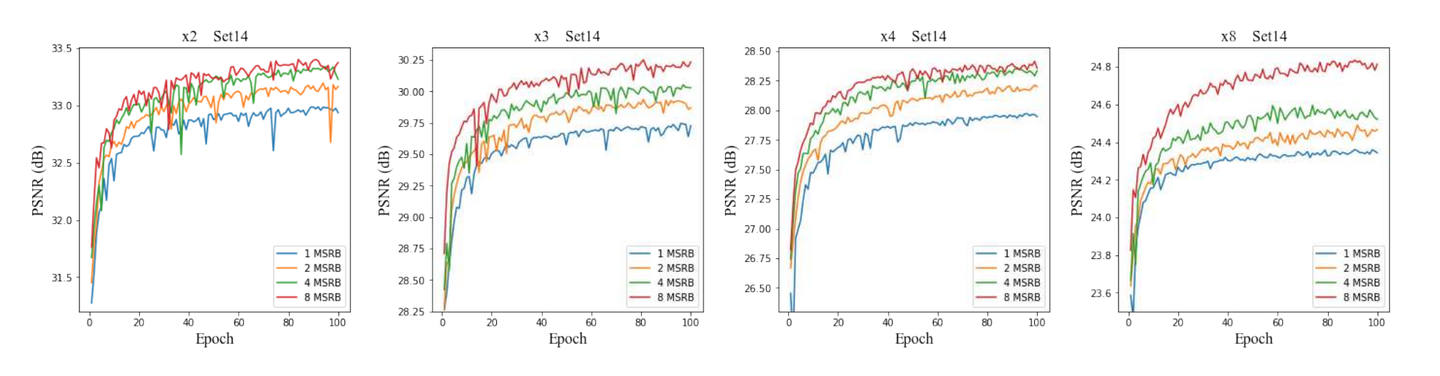 x2 Set14
33.5
33.0
32.5
32.0
31.5
PSNR (dB)
0 20 40 60 80 100
Epoch
1 MSRB
2 MSRB
4 MSRB
8 MSRB
x3 Set14
30.25
30.00
29.75
29.50
29.25
29.00
28.75
28.50
28.25
PSNR (dB)
0 20 40 60 80 100
Epoch
1 MSRB
2 MSRB
4 MSRB
8 MSRB
x4 Set14
28.50
28.25
28.00
27.75
27.50
27.25
27.00
26.75
26.50
PSNR (dB)
0 20 40 60 80 100
Epoch
1 MSRB
2 MSRB
4 MSRB
8 MSRB
x8 Set14
24.8
24.6
24.4
24.2
24.0
23.8
23.6
PSNR (dB)
0 20 40 60 80 100
Epoch
1 MSRB
2 MSRB
4 MSRB
8 MSRB